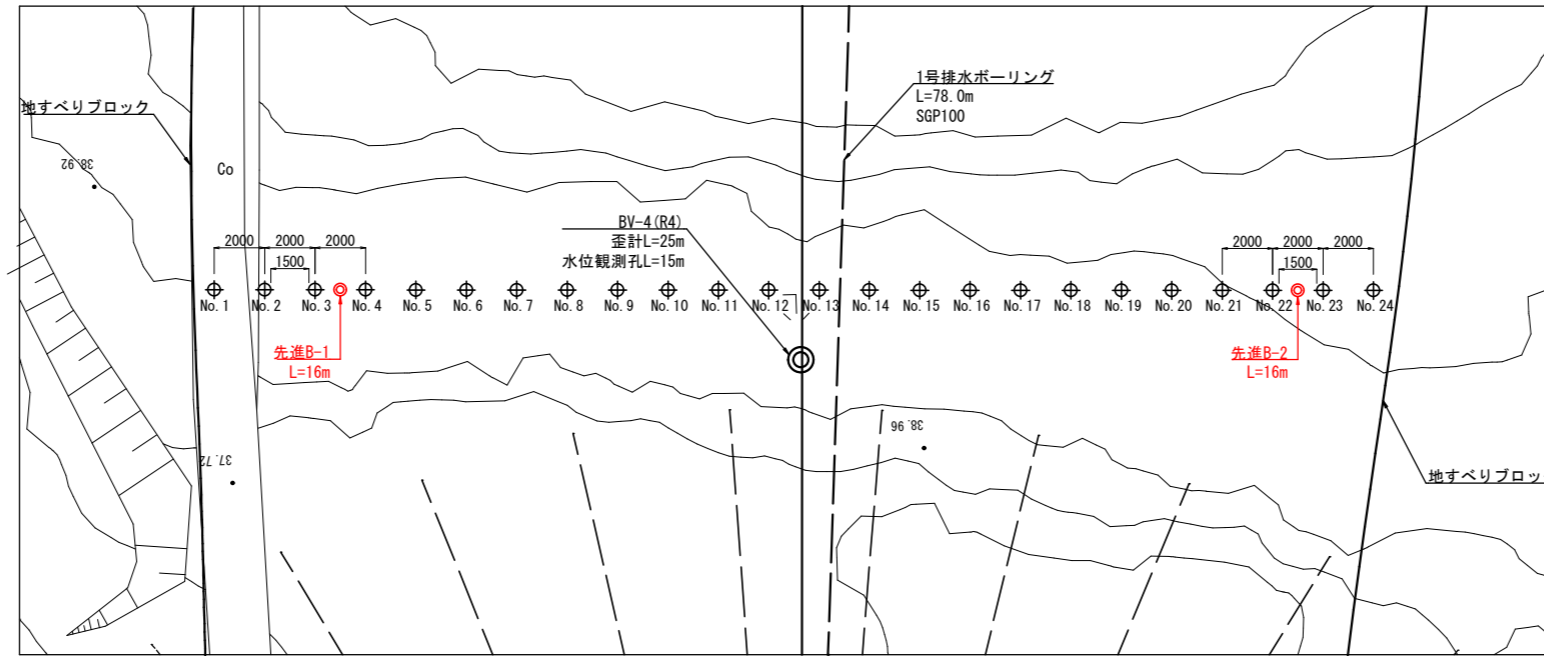 地すべりブロック
38.92
Co
1号排水ボーリング
L=78.0m
SGP100
BV-4(R4)
歪計L=25m
水位観測孔L=15m
2000 2000 2000
1500
2000 2000 2000
1500
No.1 No.2 No.3 No.4 No.5 No.6 No.7 No.8 No.9 No.10 No.11 No.12 No.13 No.14 No.15 No.16 No.17 No.18 No.19 No.20 No.21 No.22 No.23 No.24
先進B-1
L=16m
先進B-2
L=16m
38.96
37.72
地すべりブロッ